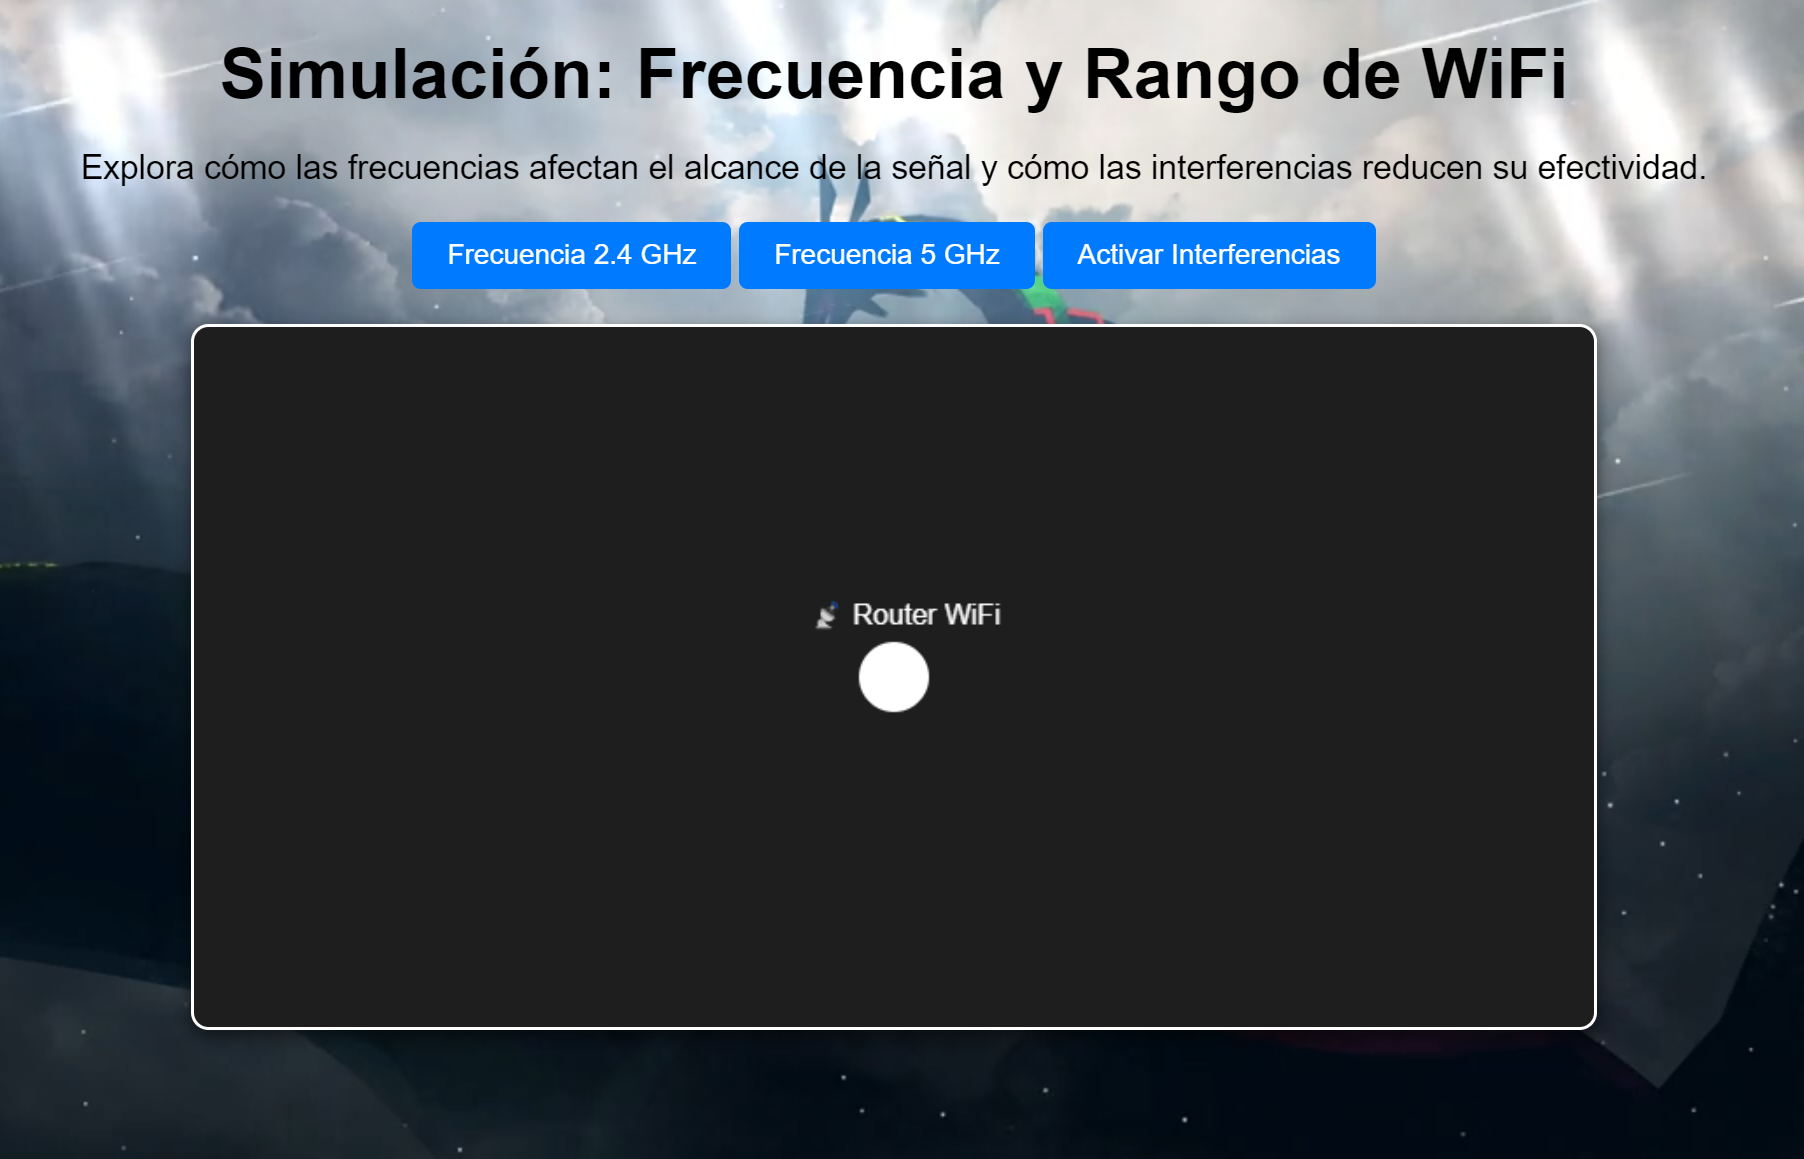 Simulación: Frecuencia y Rango de WiFi
Explora cómo las frecuencias afectan el alcance de la señal y cómo las interferencias reducen su efectividad.
Frecuencia 2.4 GHz
Frecuencia 5 GHz
Activar Interferencias
Router WiFi